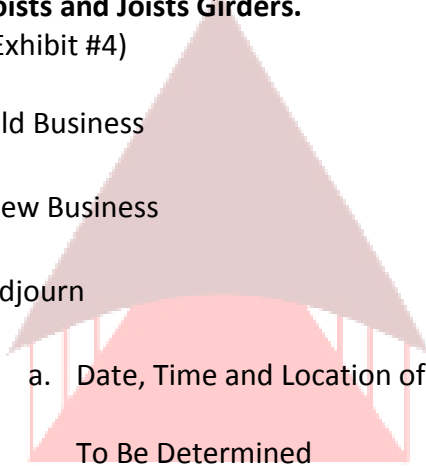 oists and Joists Girders.
Exhibit #4)
ld Business
ew Business
djourn
a. Date, Time and Location of
To Be Determined